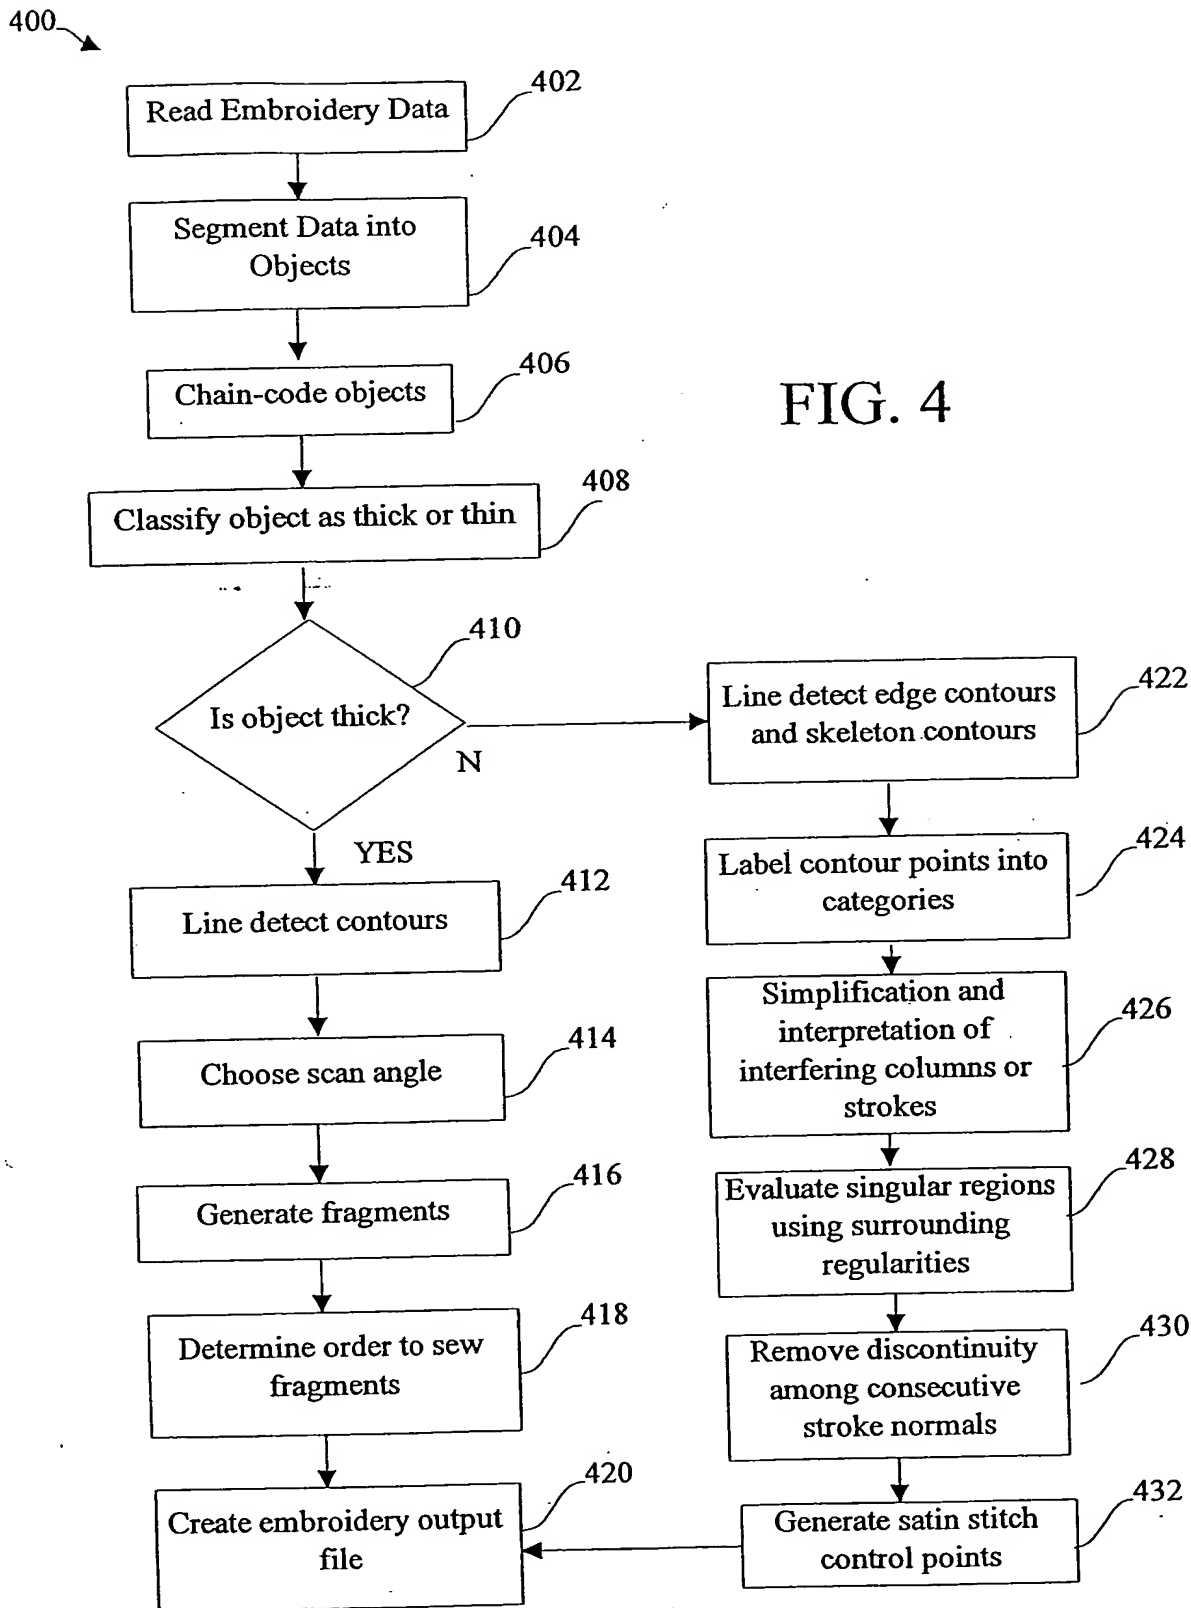 400
Read Embroidery Data
402
Segment Data into
Objects
404
Chain-code objects
406
FIG. 4
Classify object as thick or thin
408
Is object thick?
410
N
YES
Line detect contours
412
Choose scan angle
414
Generate fragments
416
Determine order to sew
fragments
418
Create embroidery output
file
420
Line detect edge contours
and skeleton contours
422
Label contour points into
categories
424
Simplification and
interpretation of
interfering columns or
strokes
426
Evaluate singular regions
using surrounding
regularities
428
Remove discontinuity
among consecutive
stroke normals
430
Generate satin stitch
control points
432